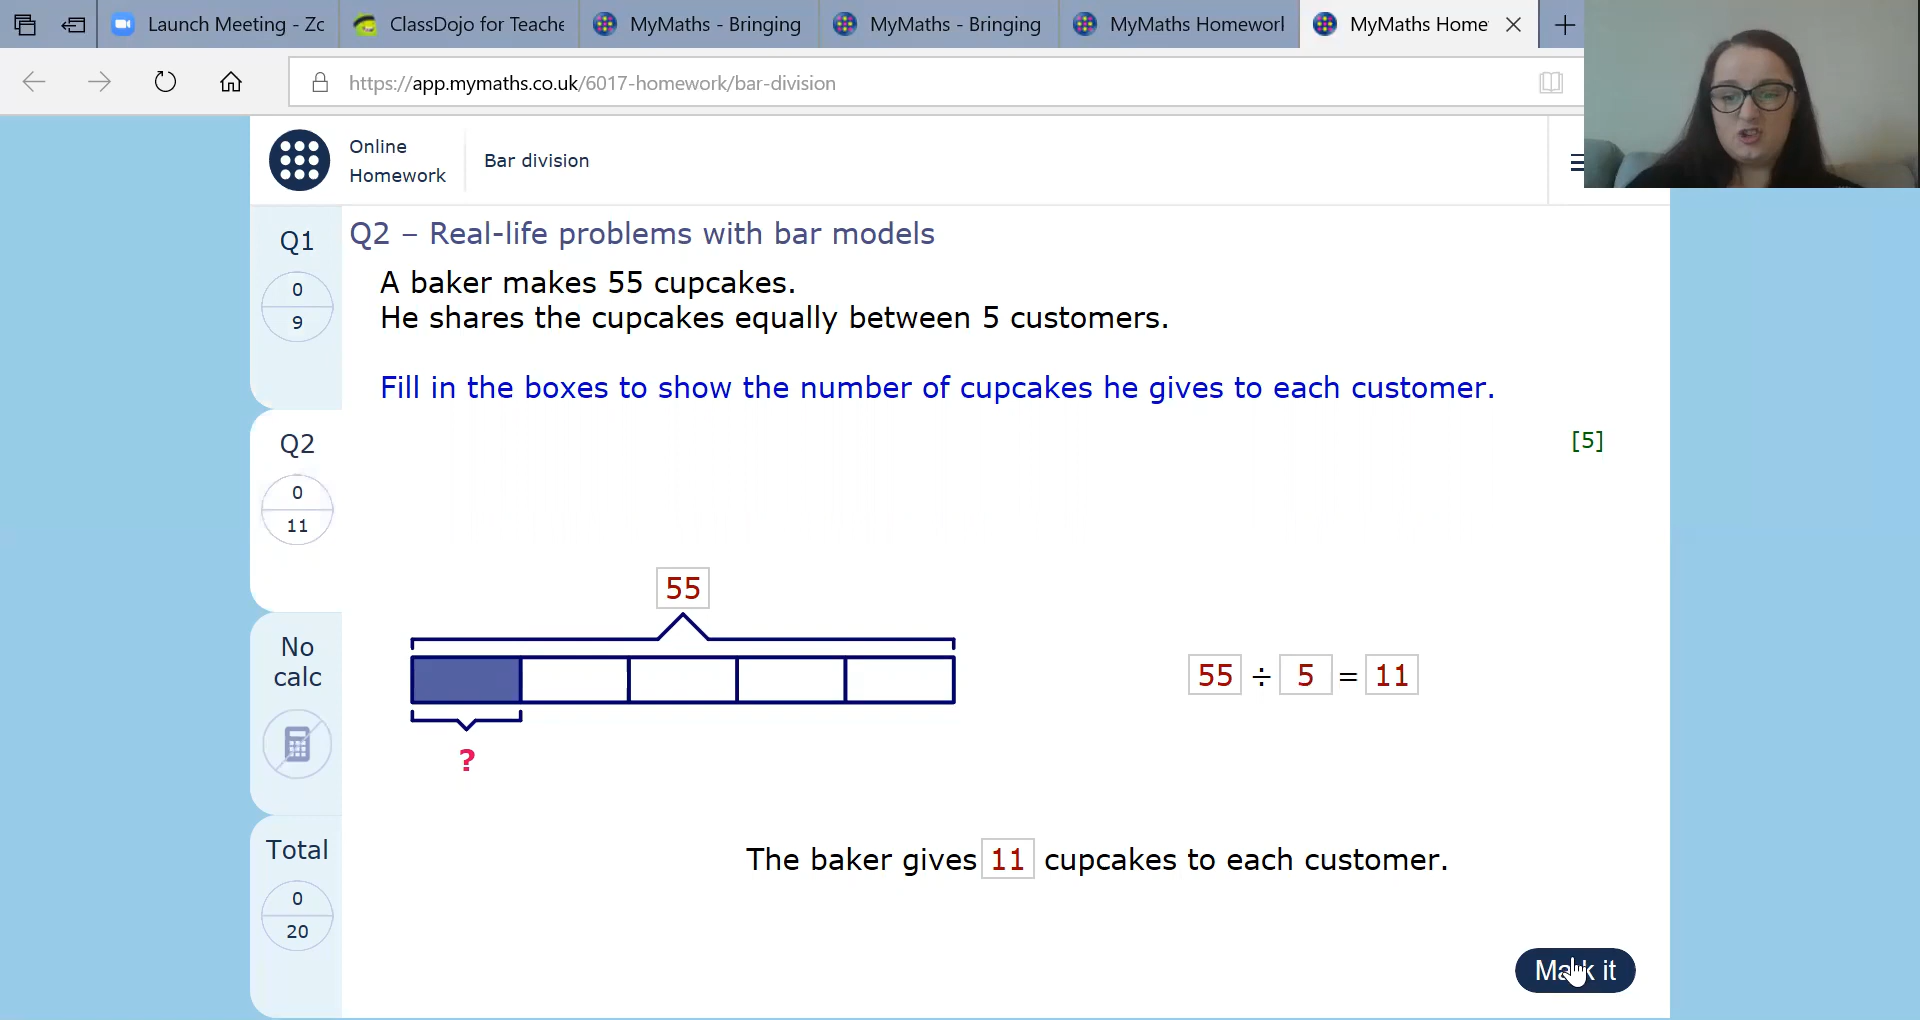 Launch Meeting - Zo
ClassDojo for Teache
MyMaths - Bringing
MyMaths - Bringing
MyMaths Homeworl
MyMaths Home
https://app.mymaths.co.uk/6017-homework/bar-division
Online
Homework
Bar division
Q1
0
9
Q2
0
11
No
calc
Total
0
20
Q2 – Real-life problems with bar models
A baker makes 55 cupcakes.
He shares the cupcakes equally between 5 customers.
Fill in the boxes to show the number of cupcakes he gives to each customer.
[5]
55
?
55 ÷ 5 = 11
The baker gives 11 cupcakes to each customer.
Mark it